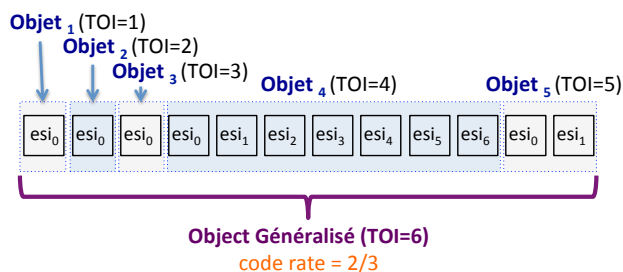 Objet 1 (TOI=1)
Objet 2 (TOI=2)
Objet 3 (TOI=3)
Objet 4 (TOI=4)
Objet 5 (TOI=5)
esi0 esi0 esi0 esi0 esi1 esi2 esi3 esi4 esi5 esi6 esi0 esi1
Object Généralisé (TOI=6)
code rate = 2/3